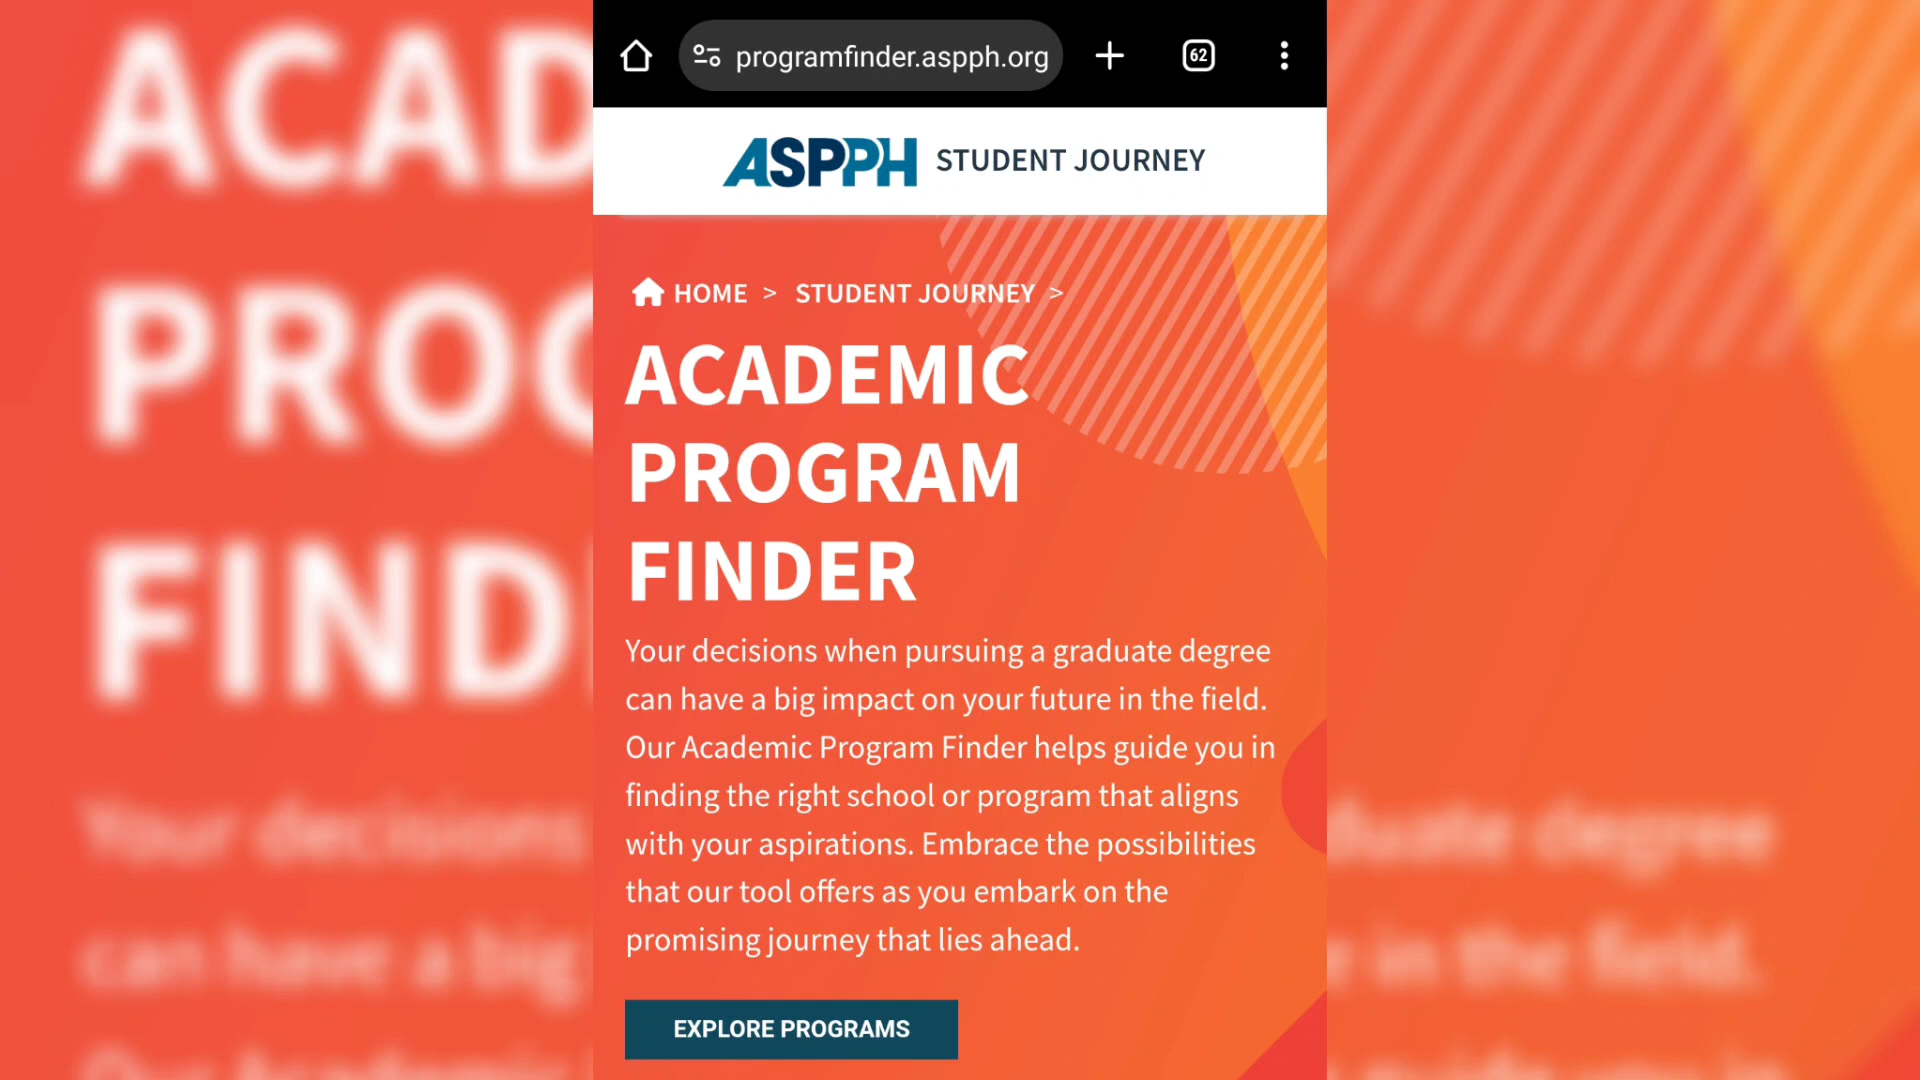 programfinder.aspph.org
62
ASPPH STUDENT JOURNEY
HOME > STUDENT JOURNEY >
ACADEMIC
PROGRAM
FINDER
Your decisions when pursuing a graduate degree
can have a big impact on your future in the field.
Our Academic Program Finder helps guide you in
finding the right school or program that aligns
with your aspirations. Embrace the possibilities
that our tool offers as you embark on the
promising journey that lies ahead.
EXPLORE PROGRAMS